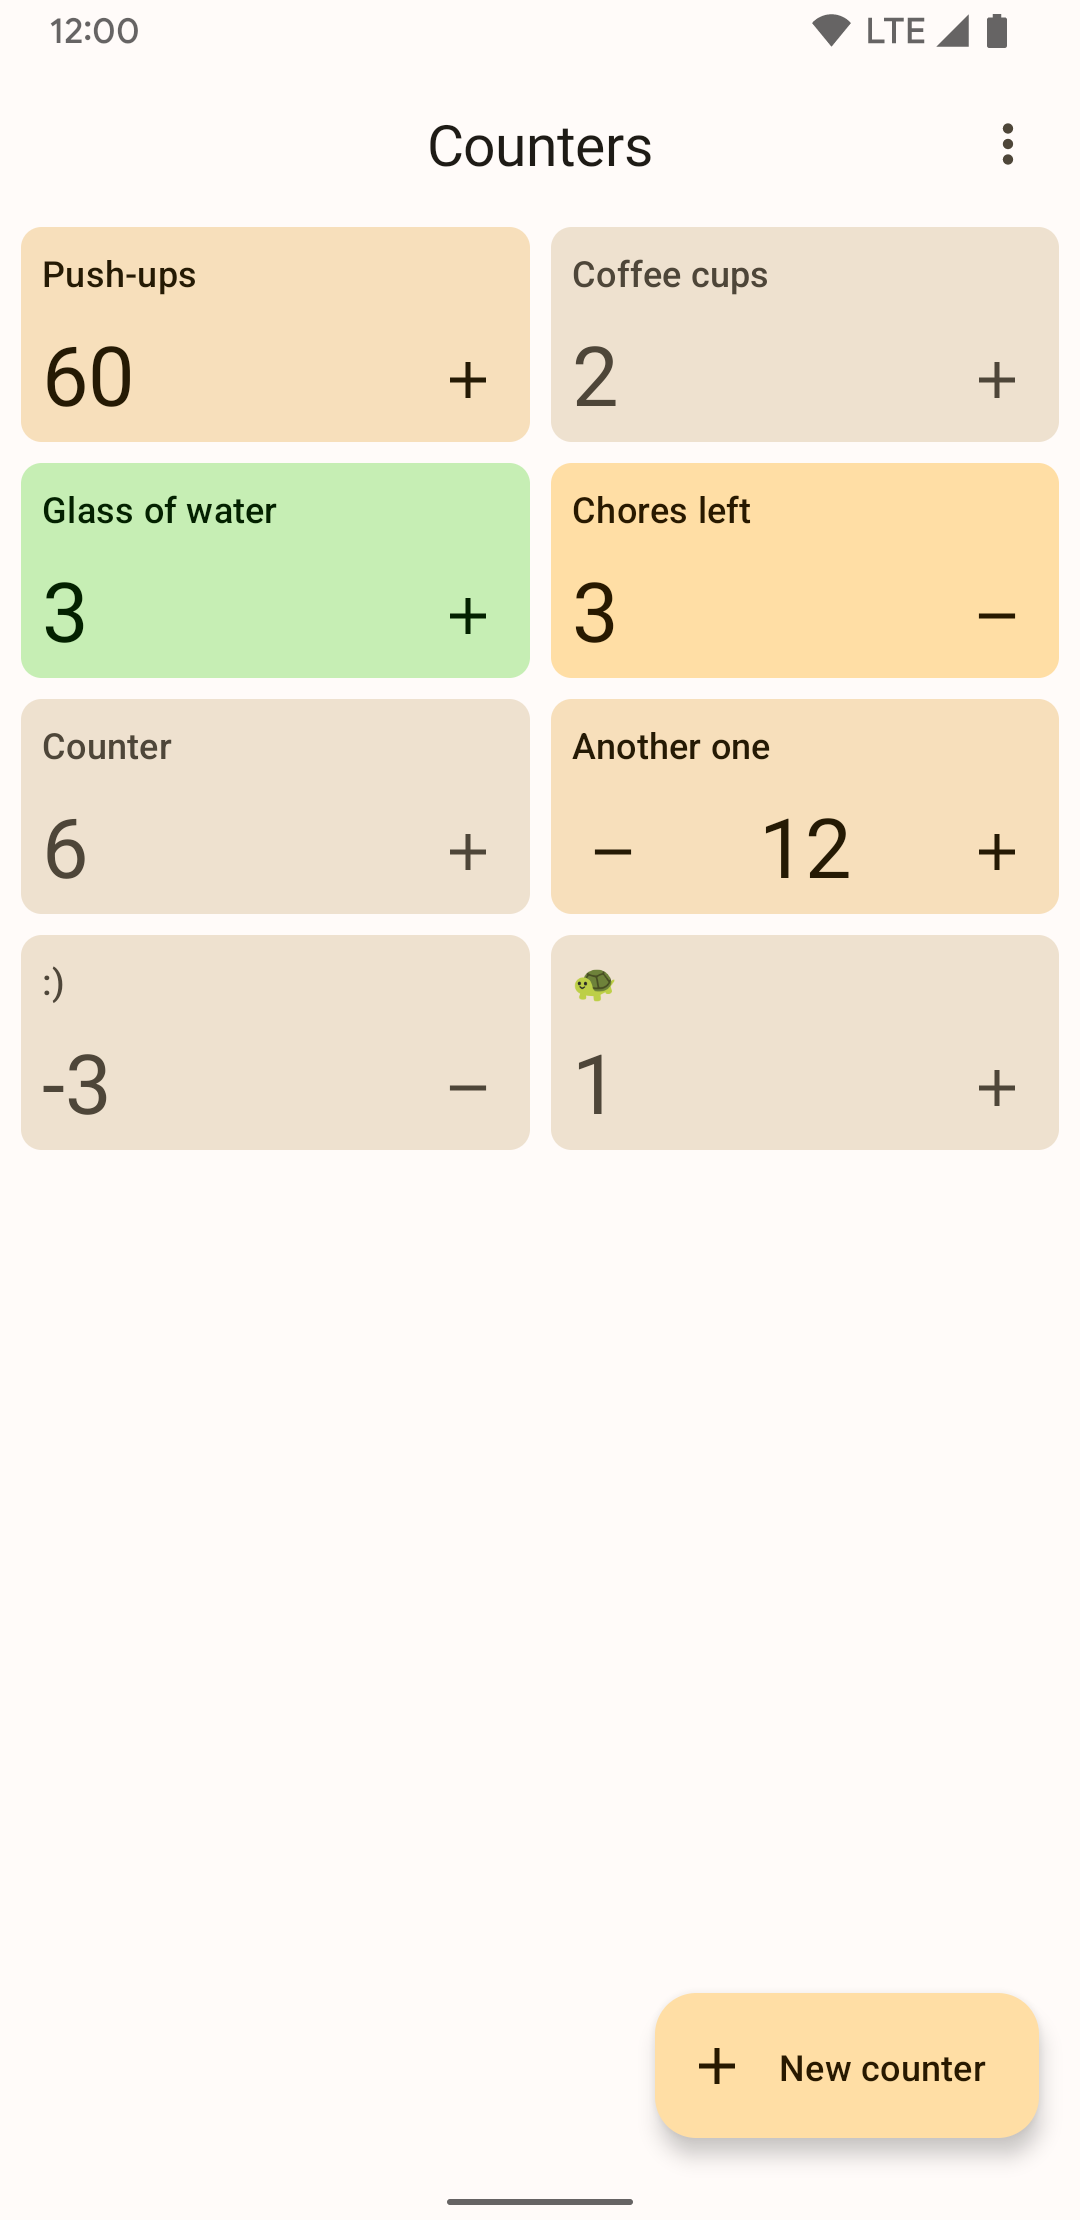 12:00 LTE
Counters
Push-ups
60 +
Coffee cups
2 +
Glass of water
3 +
Chores left
3 −
Counter
6 +
Another one
− 12 +
:)
-3 −
🐢
1 +
+ New counter